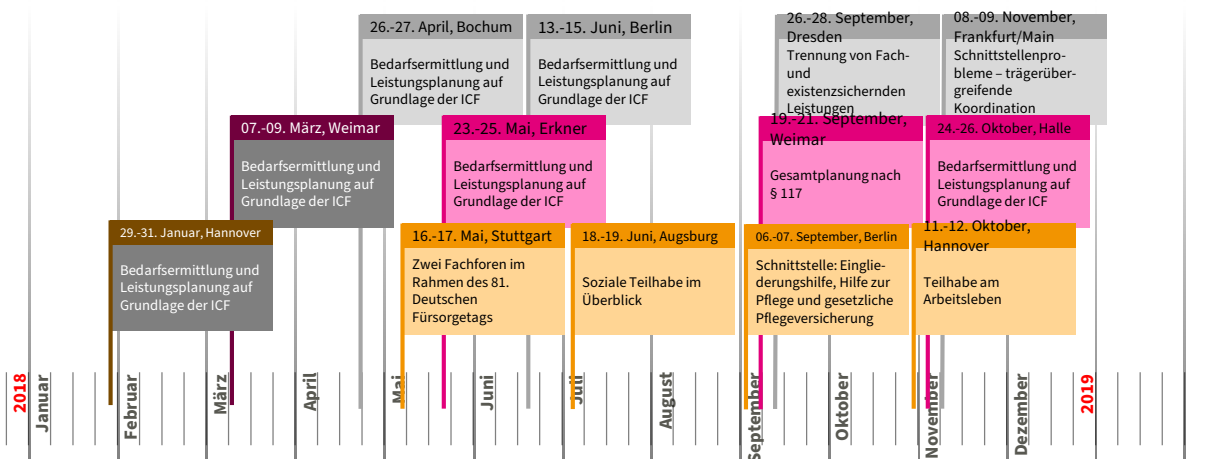 26.-27. April, Bochum
Bedarfsermittlung und
Leistungsplanung auf
Grundlage der ICF
13.-15. Juni, Berlin
Bedarfsermittlung und
Leistungsplanung auf
Grundlage der ICF
26.-28. September,
Dresden
Trennung von Fach-
und
existenzsichernden
Leistungen
08.-09. November,
Frankfurt/Main
Schnittstellenpro-
bleme – trägerüber-
greifende
Koordination
07.-09. März, Weimar
Bedarfsermittlung und
Leistungsplanung auf
Grundlage der ICF
23.-25. Mai, Erkner
Bedarfsermittlung und
Leistungsplanung auf
Grundlage der ICF
19.-21. September,
Weimar
Gesamtplanung nach
§ 117
24.-26. Oktober, Halle
Bedarfsermittlung und
Leistungsplanung auf
Grundlage der ICF
29.-31. Januar, Hannover
Bedarfsermittlung und
Leistungsplanung auf
Grundlage der ICF
16.-17. Mai, Stuttgart
Zwei Fachforen im
Rahmen des 81.
Deutschen
Fürsorgetags
18.-19. Juni, Augsburg
Soziale Teilhabe im
Überblick
06.-07. September, Berlin
Schnittstelle: Einglie-
derungshilfe, Hilfe zur
Pflege und gesetzliche
Pflegeversicherung
11.-12. Oktober,
Hannover
Teilhabe am
Arbeitsleben
2018
Januar
Februar
März
April
Mai
Juni
Juli
August
September
Oktober
November
Dezember
2019